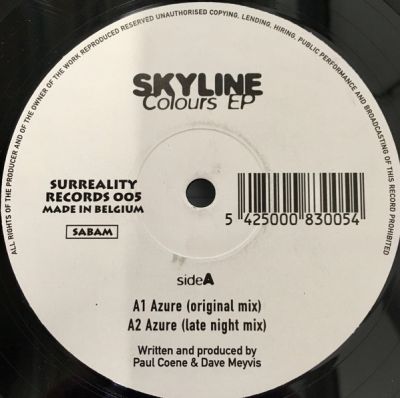 ALL RIGHTS OF THE PRODUCER AND OF THE OWNER OF THE WORK REPRODUCED RESERVED UNAUTHORISED COPYING, LENDING, HIRING, PUBLIC PERFORMANCE AND BROADCASTING OF THIS RECORD PROHIBITED
SKYLINE
Colours EP
SURREALITY
RECORDS 005
MADE IN BELGIUM
SABAM
5 425000 830054
sideA
A1 Azure (original mix)
A2 Azure (late night mix)
Written and produced by
Paul Coene & Dave Meyvis